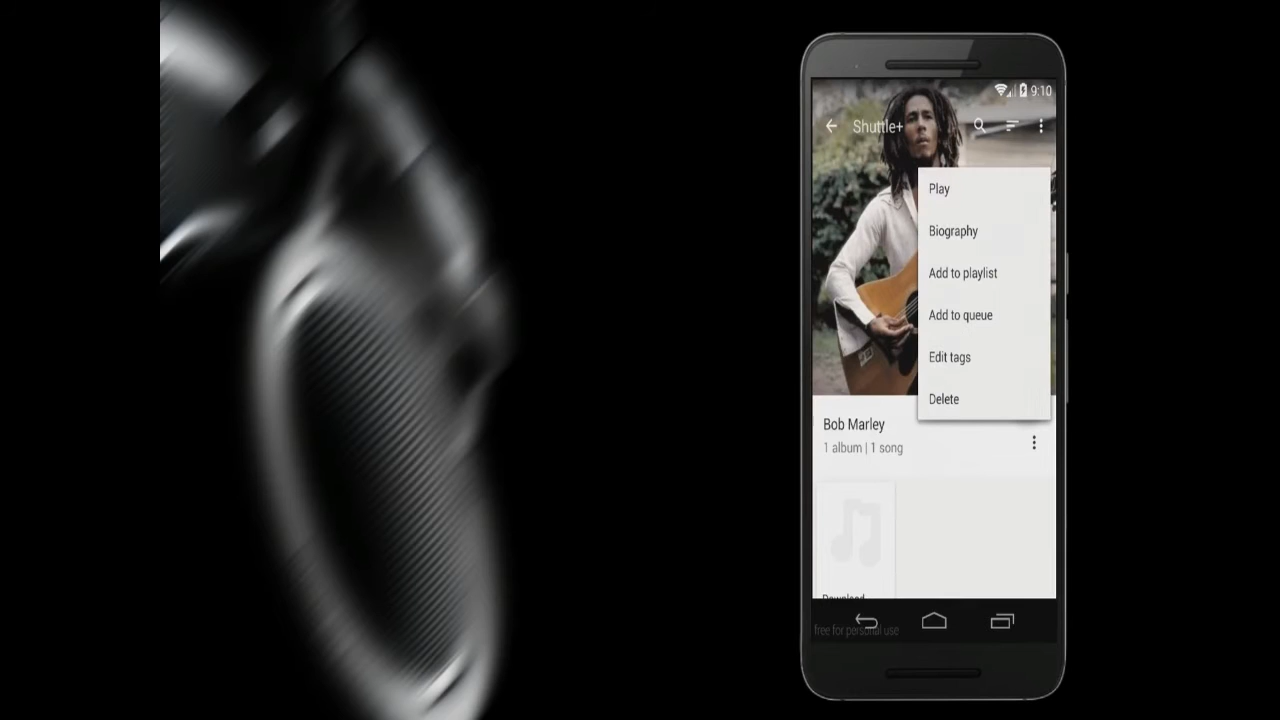 9:10
Shuttle+
Play
Biography
Add to playlist
Add to queue
Edit tags
Delete
Bob Marley
1 album | 1 song
Download
free for personal use